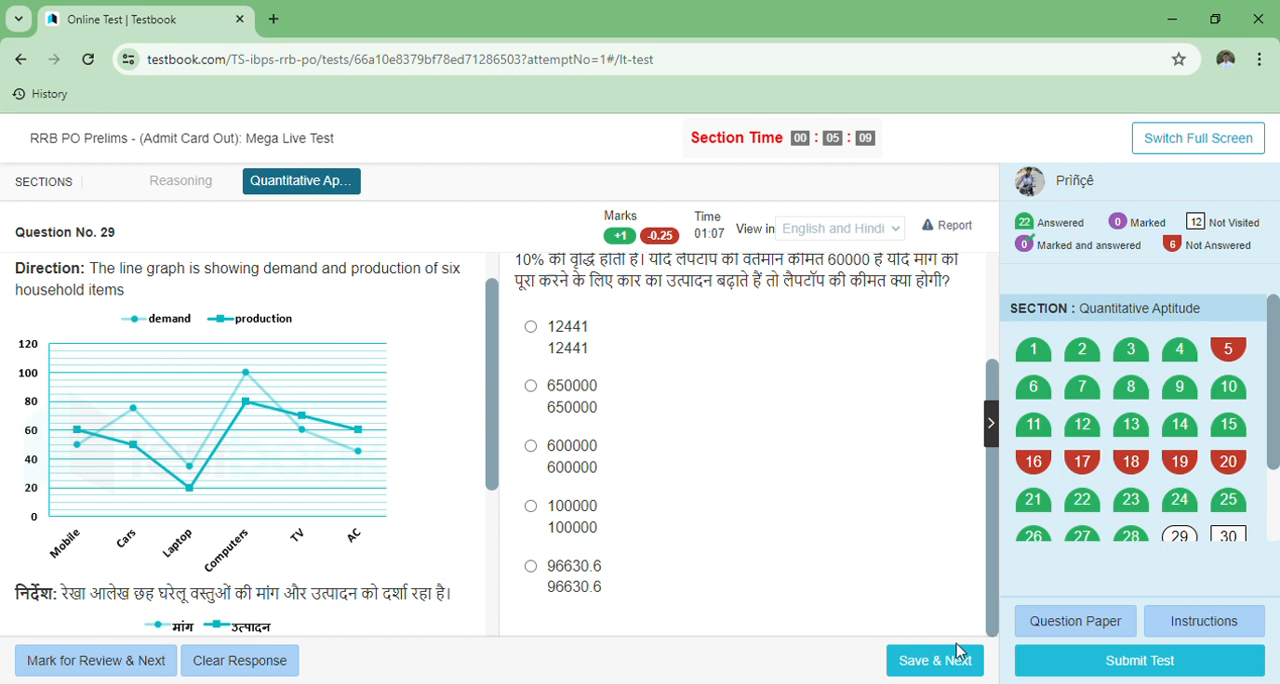 Online Test | Testbook
testbook.com/TS-ibps-rrb-po/tests/66a10e8379bf78ed71286503?attemptNo=1#/lt-test
History
RRB PO Prelims - (Admit Card Out): Mega Live Test
Section Time 00 : 05 : 09
Switch Full Screen
SECTIONS
Reasoning
Quantitative Ap...
Prìñçê
Question No. 29
Marks
+1 -0.25
Time
01:07
View in English and Hindi
Report
22 Answered
0 Marked
12 Not Visited
0 Marked and answered
6 Not Answered
Direction: The line graph is showing demand and production of six
household items
demand production
120
100
80
60
40
20
0
Mobile
Cars
Laptop
Computers
TV
AC
निर्देश: रेखा आलेख छह घरेलू वस्तुओं की मांग और उत्पादन को दर्शा रहा है।
मांग उत्पादन
10% की वृद्धि होती है। यदि लैपटॉप की वर्तमान कीमत 60000 है यदि मांग को
पूरा करने के लिए कार का उत्पादन बढ़ाते हैं तो लैपटॉप की कीमत क्या होगी?
12441
12441
650000
650000
600000
600000
100000
100000
96630.6
96630.6
SECTION : Quantitative Aptitude
1 2 3 4 5
6 7 8 9 10
11 12 13 14 15
16 17 18 19 20
21 22 23 24 25
26 27 28 29 30
Question Paper
Instructions
Mark for Review & Next
Clear Response
Save & Next
Submit Test